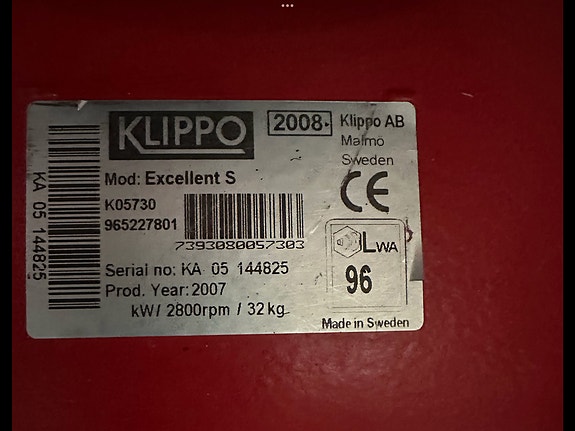 KLIPPO
2008
Klippo AB
Malmö
Sweden
Mod: Excellent S
K05730
965227801
7393080057303
KA 05 144825
Serial no: KA 05 144825
Prod. Year: 2007
kW/ 2800rpm / 32 kg
CE
LWA
96
Made in Sweden